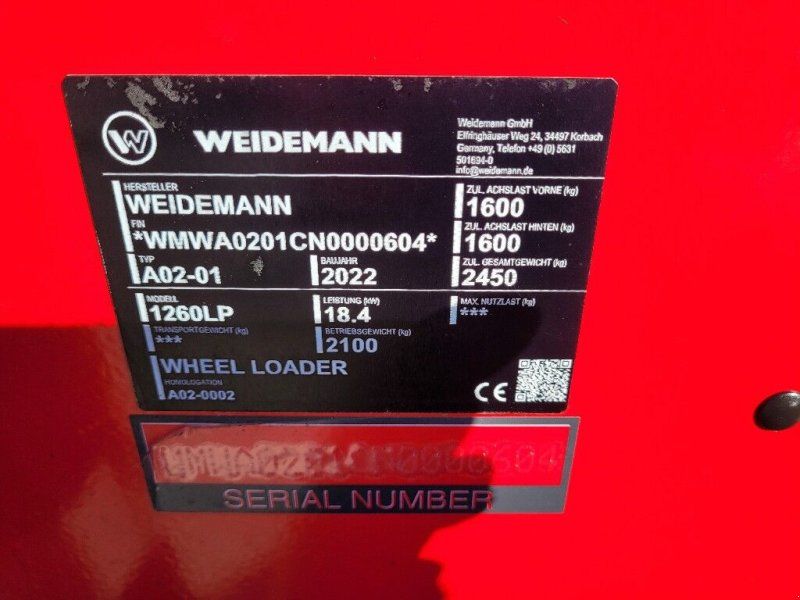 W WEIDEMANN
Weidemann GmbH
Elfringhäuser Weg 24, 34497 Korbach
Germany, Telefon +49 (0) 5631
501694-0
info@weidemann.de
HERSTELLER
WEIDEMANN
FIN
*WMWA0201CN0000604*
TYP
A02-01
BAUJAHR
2022
MODELL
1260LP
LEISTUNG (kW)
18.4
TRANSPORTGEWICHT (kg)
***
BETRIEBSGEWICHT (kg)
2100
WHEEL LOADER
HOMOLOGATION
A02-0002
ZUL. ACHSLAST VORNE (kg)
1600
ZUL. ACHSLAST HINTEN (kg)
1600
ZUL. GESAMTGEWICHT (kg)
2450
MAX. NUTZLAST (kg)
***
CE
WMWA0201CN0000604
SERIAL NUMBER